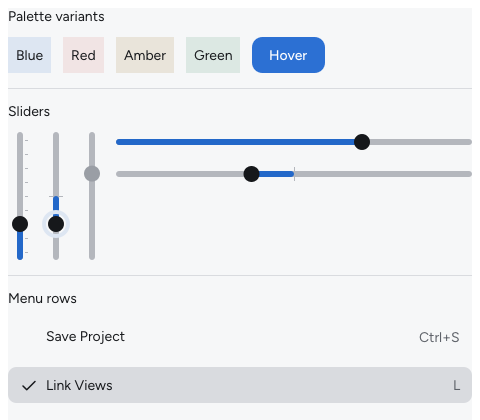 Palette variants
Blue Red Amber Green Hover
Sliders
Menu rows
Save Project Ctrl+S
Link Views L